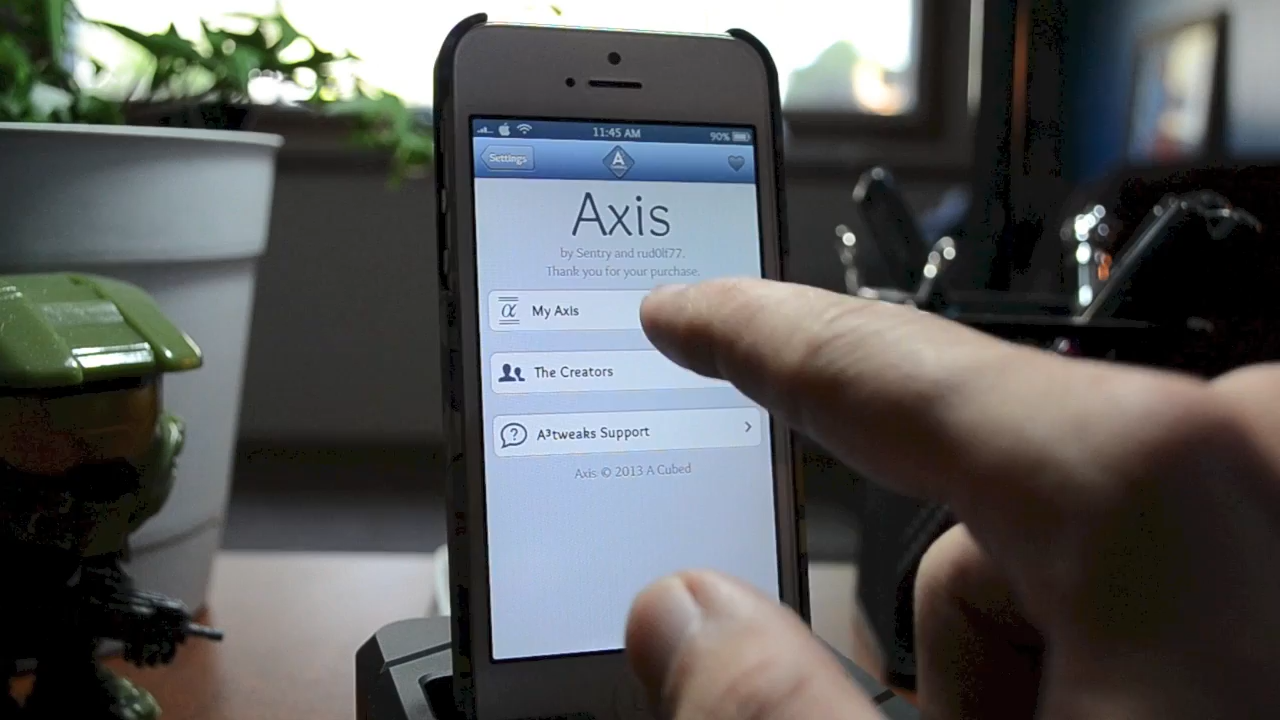 11:45 AM
90%
Settings
A
Axis
by Sentry and rud0lf77.
Thank you for your purchase.
α
My Axis
The Creators
?
A³tweaks Support
Axis © 2013 A Cubed